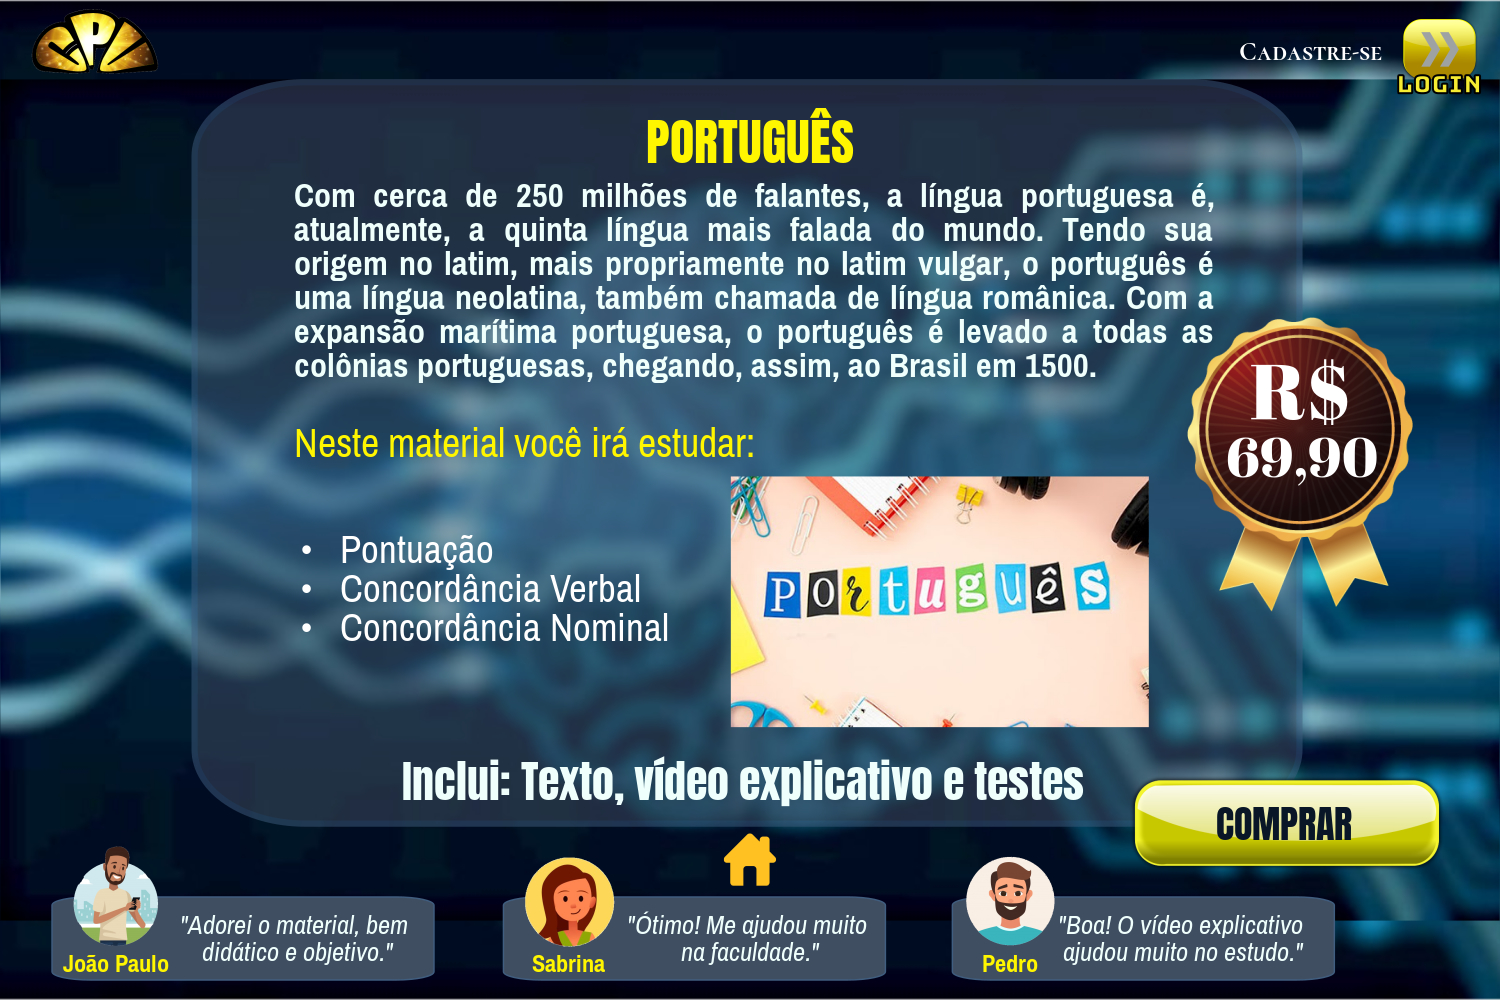 P
Cadastre-se
LOGIN
PORTUGUÊS
Com cerca de 250 milhões de falantes, a língua portuguesa é,
atualmente, a quinta língua mais falada do mundo. Tendo sua
origem no latim, mais propriamente no latim vulgar, o português é
uma língua neolatina, também chamada de língua românica. Com a
expansão marítima portuguesa, o português é levado a todas as
colônias portuguesas, chegando, assim, ao Brasil em 1500.
R$
69,90
Neste material você irá estudar:
• Pontuação
• Concordância Verbal
• Concordância Nominal
Português
Inclui: Texto, vídeo explicativo e testes
COMPRAR
"Adorei o material, bem
didático e objetivo."
João Paulo
"Ótimo! Me ajudou muito
na faculdade."
Sabrina
"Boa! O vídeo explicativo
ajudou muito no estudo."
Pedro